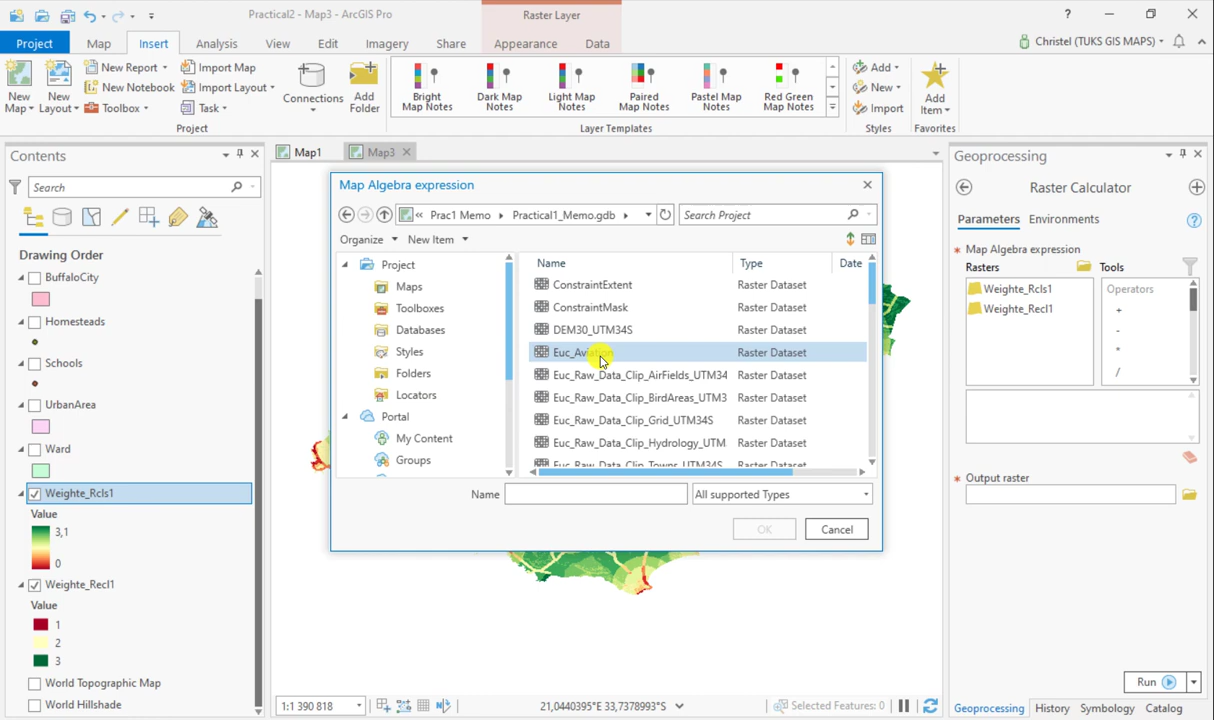 Practical2 - Map3 - ArcGIS Pro
Raster Layer
?
Project
Map
Insert
Analysis
View
Edit
Imagery
Share
Appearance
Data
Christel (TUKS GIS MAPS)
New Map
New Layout
New Report
New Notebook
Toolbox
Import Map
Import Layout
Task
Connections
Add Folder
Bright Map Notes
Dark Map Notes
Light Map Notes
Paired Map Notes
Pastel Map Notes
Red Green Map Notes
Add
New
Import
Add Item
Project
Layer Templates
Styles
Favorites
Contents
Search
Drawing Order
BuffaloCity
Homesteads
Schools
UrbanArea
Ward
Weighte_Rcls1
Value
3,1
0
Weighte_Recl1
Value
1
2
3
World Topographic Map
World Hillshade
Map1
Map3
Map Algebra expression
Prac1 Memo
Practical1_Memo.gdb
Search Project
Organize
New Item
Project
Maps
Toolboxes
Databases
Styles
Folders
Locators
Portal
My Content
Groups
Name Type Date
ConstraintExtent Raster Dataset
ConstraintMask Raster Dataset
DEM30_UTM34S Raster Dataset
Euc_Aviation Raster Dataset
Euc_Raw_Data_Clip_AirFields_UTM34 Raster Dataset
Euc_Raw_Data_Clip_BirdAreas_UTM3 Raster Dataset
Euc_Raw_Data_Clip_Grid_UTM34S Raster Dataset
Euc_Raw_Data_Clip_Hydrology_UTM Raster Dataset
Euc_Raw_Data_Clip_Towns_UTM34S Raster Dataset
Name
All supported Types
OK
Cancel
1:1 390 818
21,0440395°E 33,7378993°S
Selected Features: 0
Geoprocessing
Raster Calculator
Parameters
Environments
?
* Map Algebra expression
Rasters
Tools
Weighte_Rcls1
Weighte_Recl1
Operators
+
-
*
/
* Output raster
Run
Geoprocessing
History
Symbology
Catalog